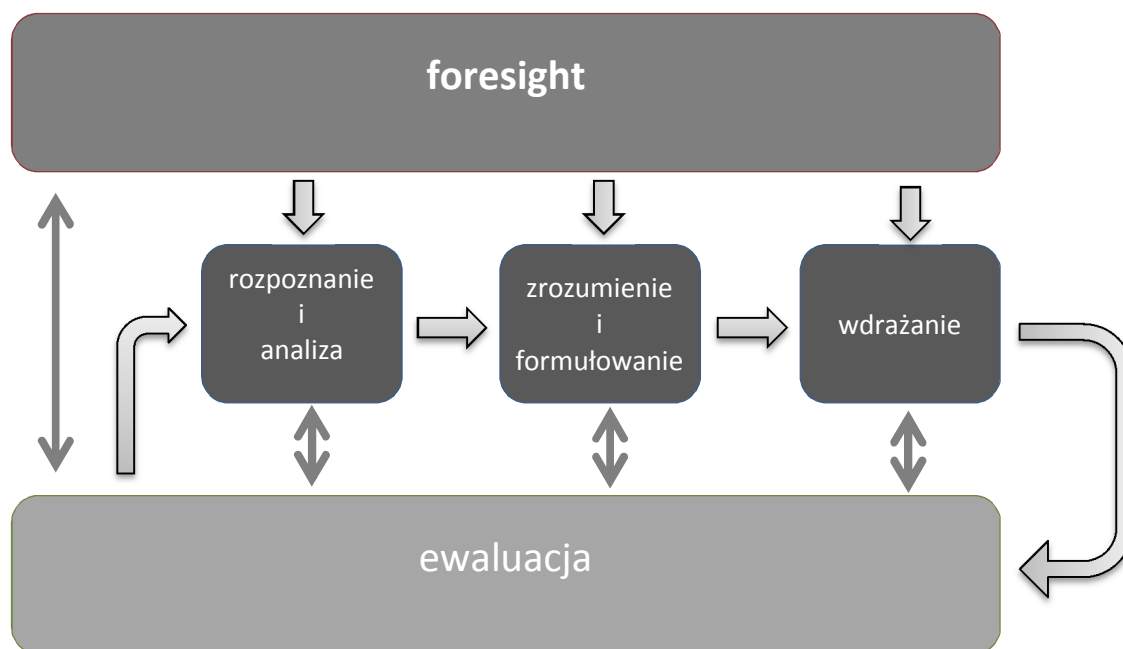 foresight
rozpoznanie
i
analiza
zrozumienie
i
formułowanie
wdrażanie
ewaluacja